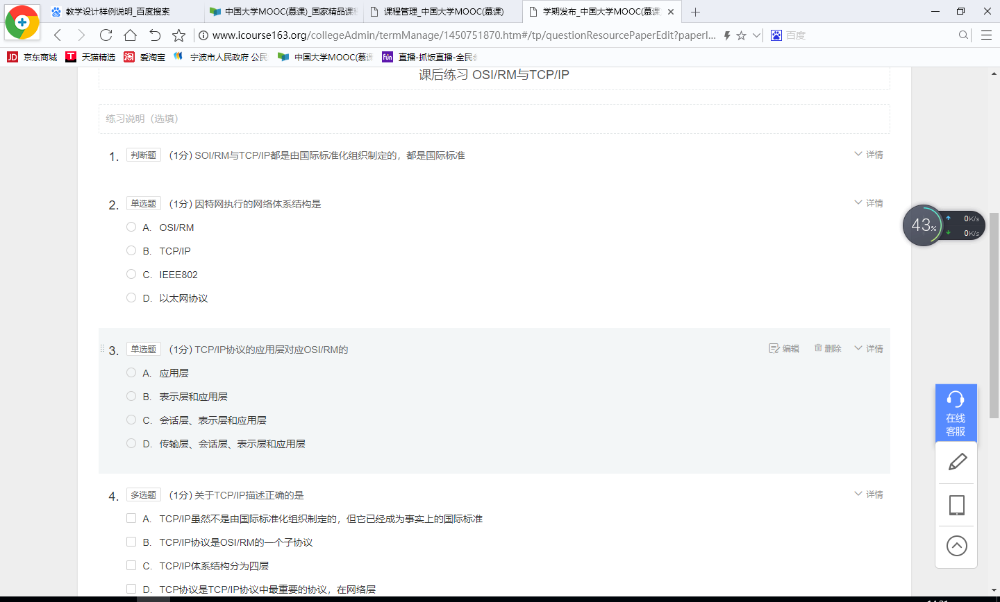 教学设计样例说明_百度搜索
中国大学MOOC(慕课)_国家精品课程
课程管理_中国大学MOOC(慕课)
学期发布_中国大学MOOC(慕课
www.icourse163.org/collegeAdmin/termManage/1450751870.htm#/tp/questionResourcePaperEdit?paperI...
百度
JD 京东商城
T 天猫精选
淘 爱淘宝
宁波市人民政府 公民
中国大学MOOC(慕课
fún 直播-抓饭直播-全民
课后练习 OSI/RM与TCP/IP
练习说明（选填）
1. 判断题 （1分） SOI/RM与TCP/IP都是由国际标准化组织制定的，都是国际标准 详情
2. 单选题 （1分） 因特网执行的网络体系结构是 详情
A. OSI/RM
B. TCP/IP
C. IEEE802
D. 以太网协议
43% 0K/s
0K/s
3. 单选题 （1分） TCP/IP协议的应用层对应OSI/RM的 编辑 删除 详情
A. 应用层
B. 表示层和应用层
C. 会话层、表示层和应用层
D. 传输层、会话层、表示层和应用层
在线
客服
4. 多选题 （1分） 关于TCP/IP描述正确的是 详情
A. TCP/IP虽然不是由国际标准化组织制定的，但它已经成为事实上的国际标准
B. TCP/IP协议是OSI/RM的一个子协议
C. TCP/IP体系结构分为四层
D. TCP协议是TCP/IP协议中最重要的协议，在网络层